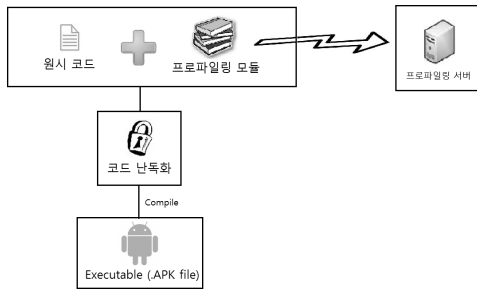 원시 코드
프로파일링 모듈
프로파일링 서버
코드 난독화
Compile
Executable (.APK file)